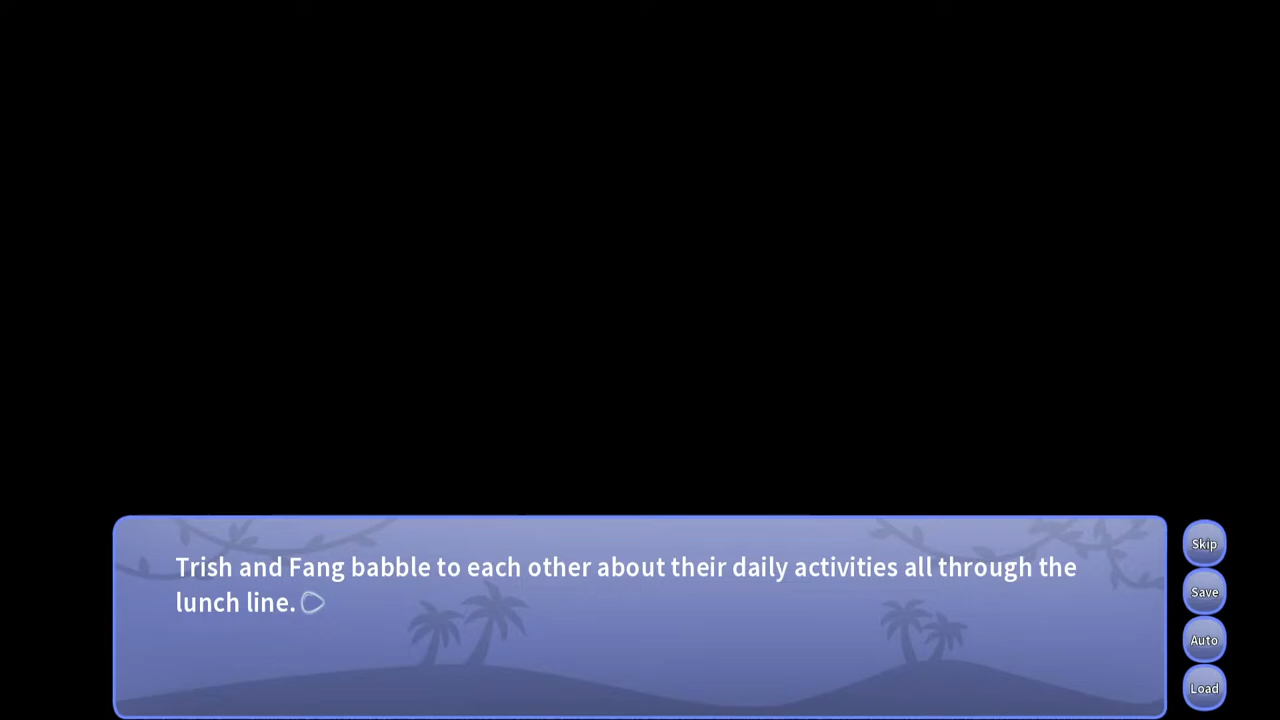 Trish and Fang babble to each other about their daily activities all through the
lunch line.
Skip
Save
Auto
Load